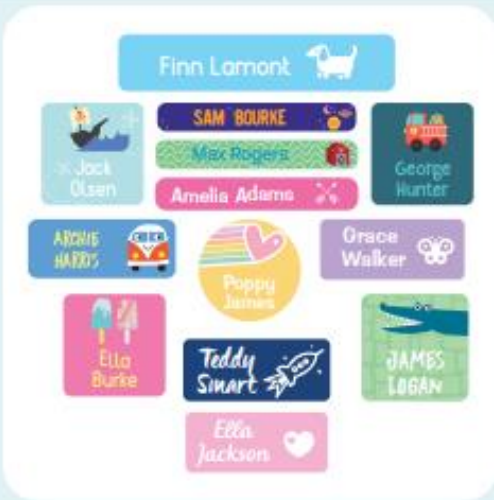 Finn Lamont
Jack
Olsen
SAM BOURKE
Max Rogers
Amelia Adams
George
Hunter
ARCHIE
HARRIS
Poppy
James
Grace
Walker
Ella
Burke
Teddy
Smart
JAMES
LOGAN
Ella
Jackson